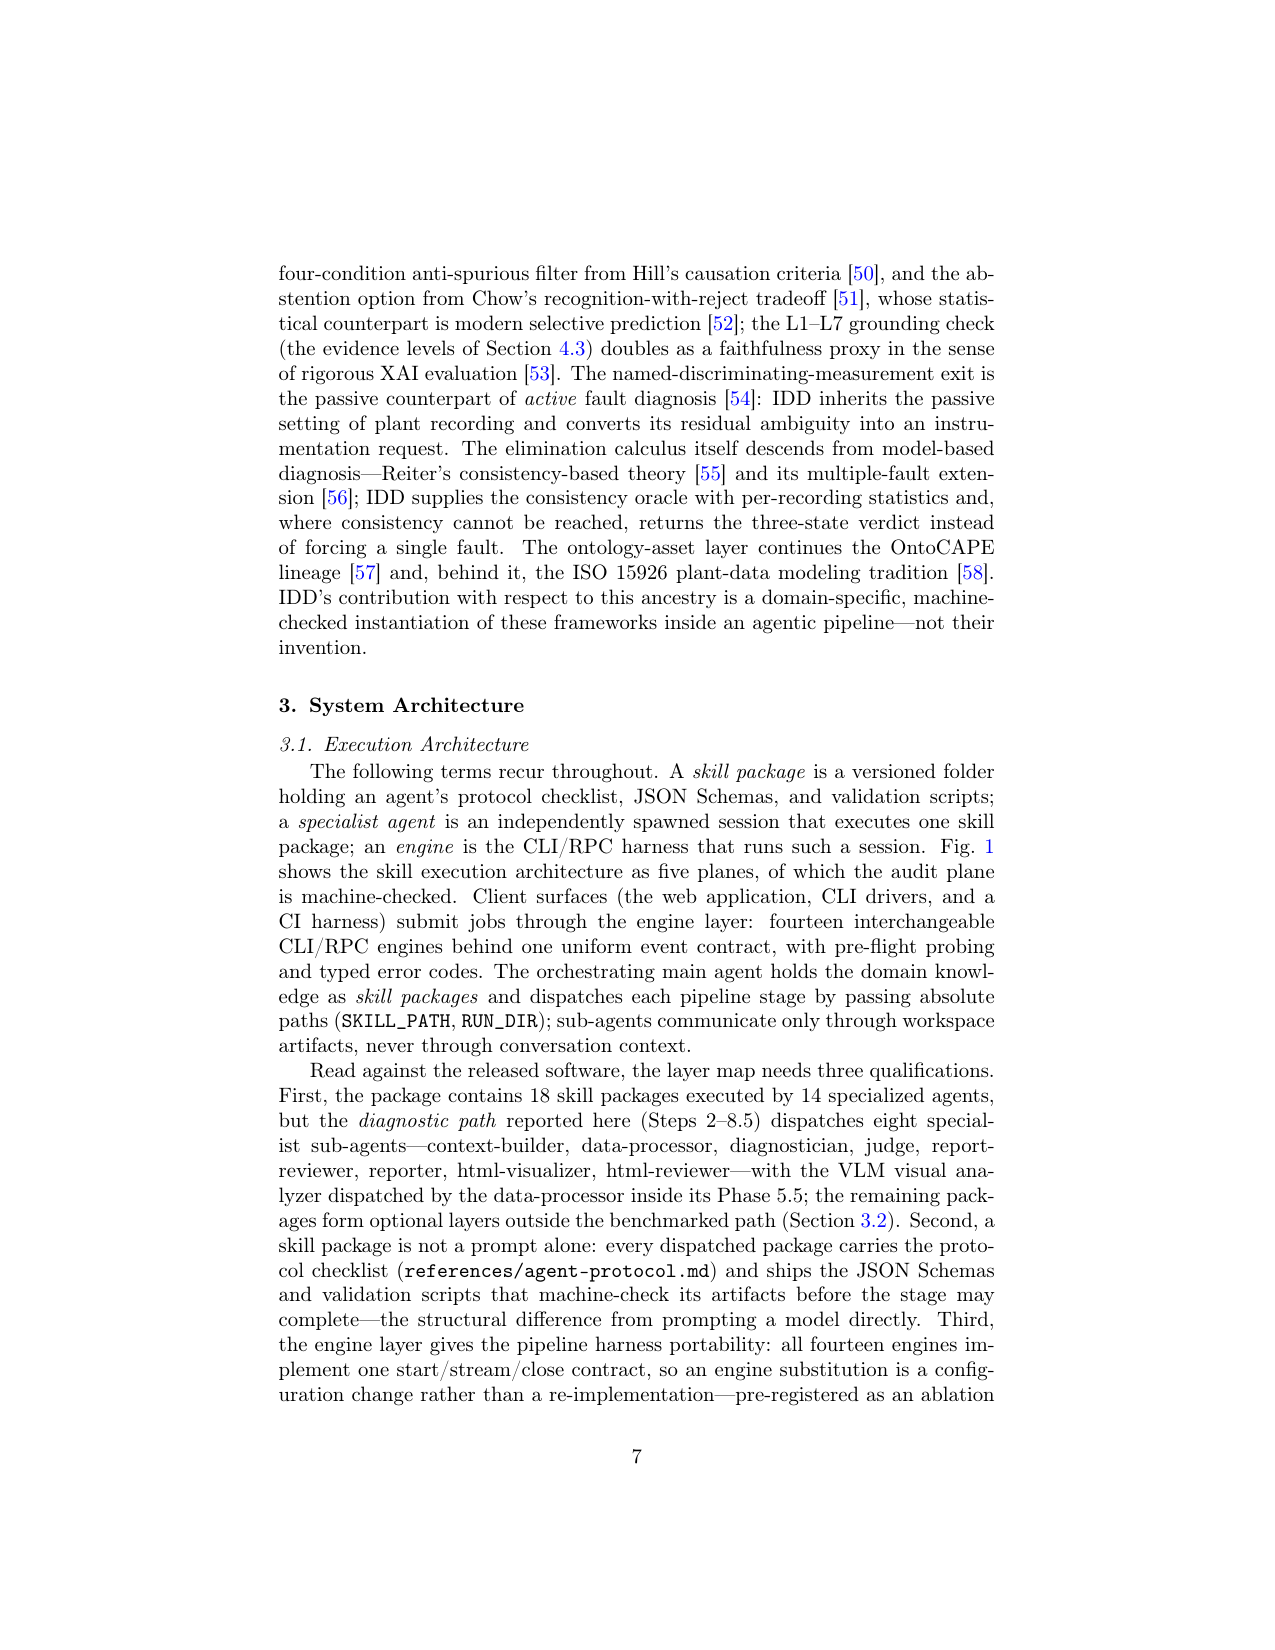 four-condition anti-spurious filter from Hill's causation criteria [50], and the ab-
stention option from Chow's recognition-with-reject tradeoff [51], whose statis-
tical counterpart is modern selective prediction [52]; the L1–L7 grounding check
(the evidence levels of Section 4.3) doubles as a faithfulness proxy in the sense
of rigorous XAI evaluation [53]. The named-discriminating-measurement exit is
the passive counterpart of active fault diagnosis [54]: IDD inherits the passive
setting of plant recording and converts its residual ambiguity into an instru-
mentation request. The elimination calculus itself descends from model-based
diagnosis—Reiter's consistency-based theory [55] and its multiple-fault exten-
sion [56]; IDD supplies the consistency oracle with per-recording statistics and,
where consistency cannot be reached, returns the three-state verdict instead
of forcing a single fault. The ontology-asset layer continues the OntoCAPE
lineage [57] and, behind it, the ISO 15926 plant-data modeling tradition [58].
IDD's contribution with respect to this ancestry is a domain-specific, machine-
checked instantiation of these frameworks inside an agentic pipeline—not their
invention.
3. System Architecture
3.1. Execution Architecture
The following terms recur throughout. A skill package is a versioned folder
holding an agent's protocol checklist, JSON Schemas, and validation scripts;
a specialist agent is an independently spawned session that executes one skill
package; an engine is the CLI/RPC harness that runs such a session. Fig. 1
shows the skill execution architecture as five planes, of which the audit plane
is machine-checked. Client surfaces (the web application, CLI drivers, and a
CI harness) submit jobs through the engine layer: fourteen interchangeable
CLI/RPC engines behind one uniform event contract, with pre-flight probing
and typed error codes. The orchestrating main agent holds the domain knowl-
edge as skill packages and dispatches each pipeline stage by passing absolute
paths (SKILL_PATH, RUN_DIR); sub-agents communicate only through workspace
artifacts, never through conversation context.
Read against the released software, the layer map needs three qualifications.
First, the package contains 18 skill packages executed by 14 specialized agents,
but the diagnostic path reported here (Steps 2–8.5) dispatches eight special-
ist sub-agents—context-builder, data-processor, diagnostician, judge, report-
reviewer, reporter, html-visualizer, html-reviewer—with the VLM visual ana-
lyzer dispatched by the data-processor inside its Phase 5.5; the remaining pack-
ages form optional layers outside the benchmarked path (Section 3.2). Second, a
skill package is not a prompt alone: every dispatched package carries the proto-
col checklist (references/agent-protocol.md) and ships the JSON Schemas
and validation scripts that machine-check its artifacts before the stage may
complete—the structural difference from prompting a model directly. Third,
the engine layer gives the pipeline harness portability: all fourteen engines im-
plement one start/stream/close contract, so an engine substitution is a config-
uration change rather than a re-implementation—pre-registered as an ablation
7